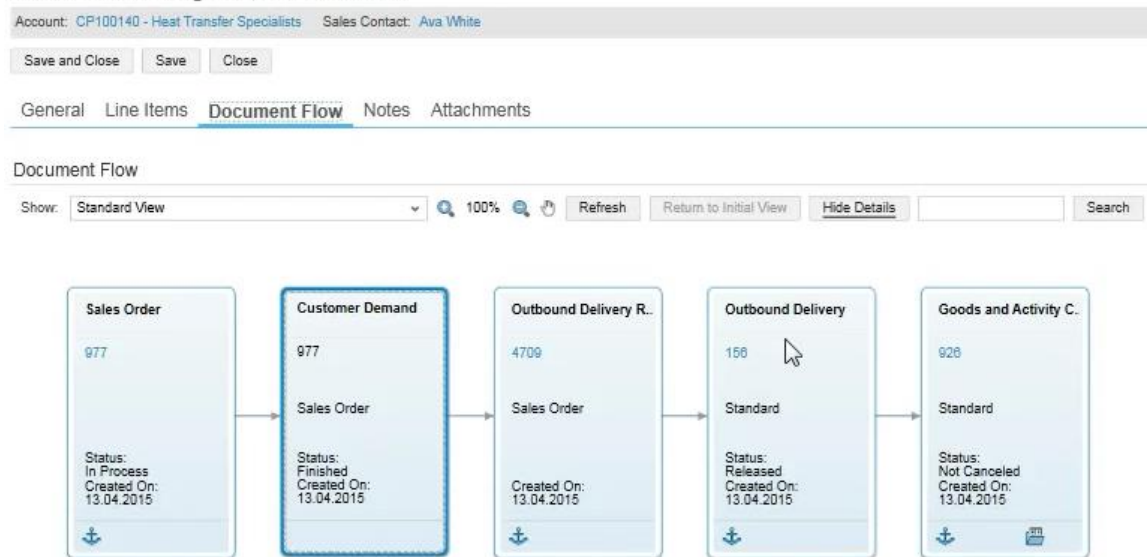 Account: CP100140 - Heat Transfer Specialists Sales Contact: Ava White
Save and Close Save Close
General Line Items Document Flow Notes Attachments
Document Flow
Show: Standard View 100% Refresh Return to Initial View Hide Details Search
Sales Order
977
Status:
In Process
Created On:
13.04.2015
Customer Demand
977
Sales Order
Status:
Finished
Created On:
13.04.2015
Outbound Delivery R..
4709
Sales Order
Created On:
13.04.2015
Outbound Delivery
156
Standard
Status:
Released
Created On:
13.04.2015
Goods and Activity C..
926
Standard
Status:
Not Canceled
Created On:
13.04.2015